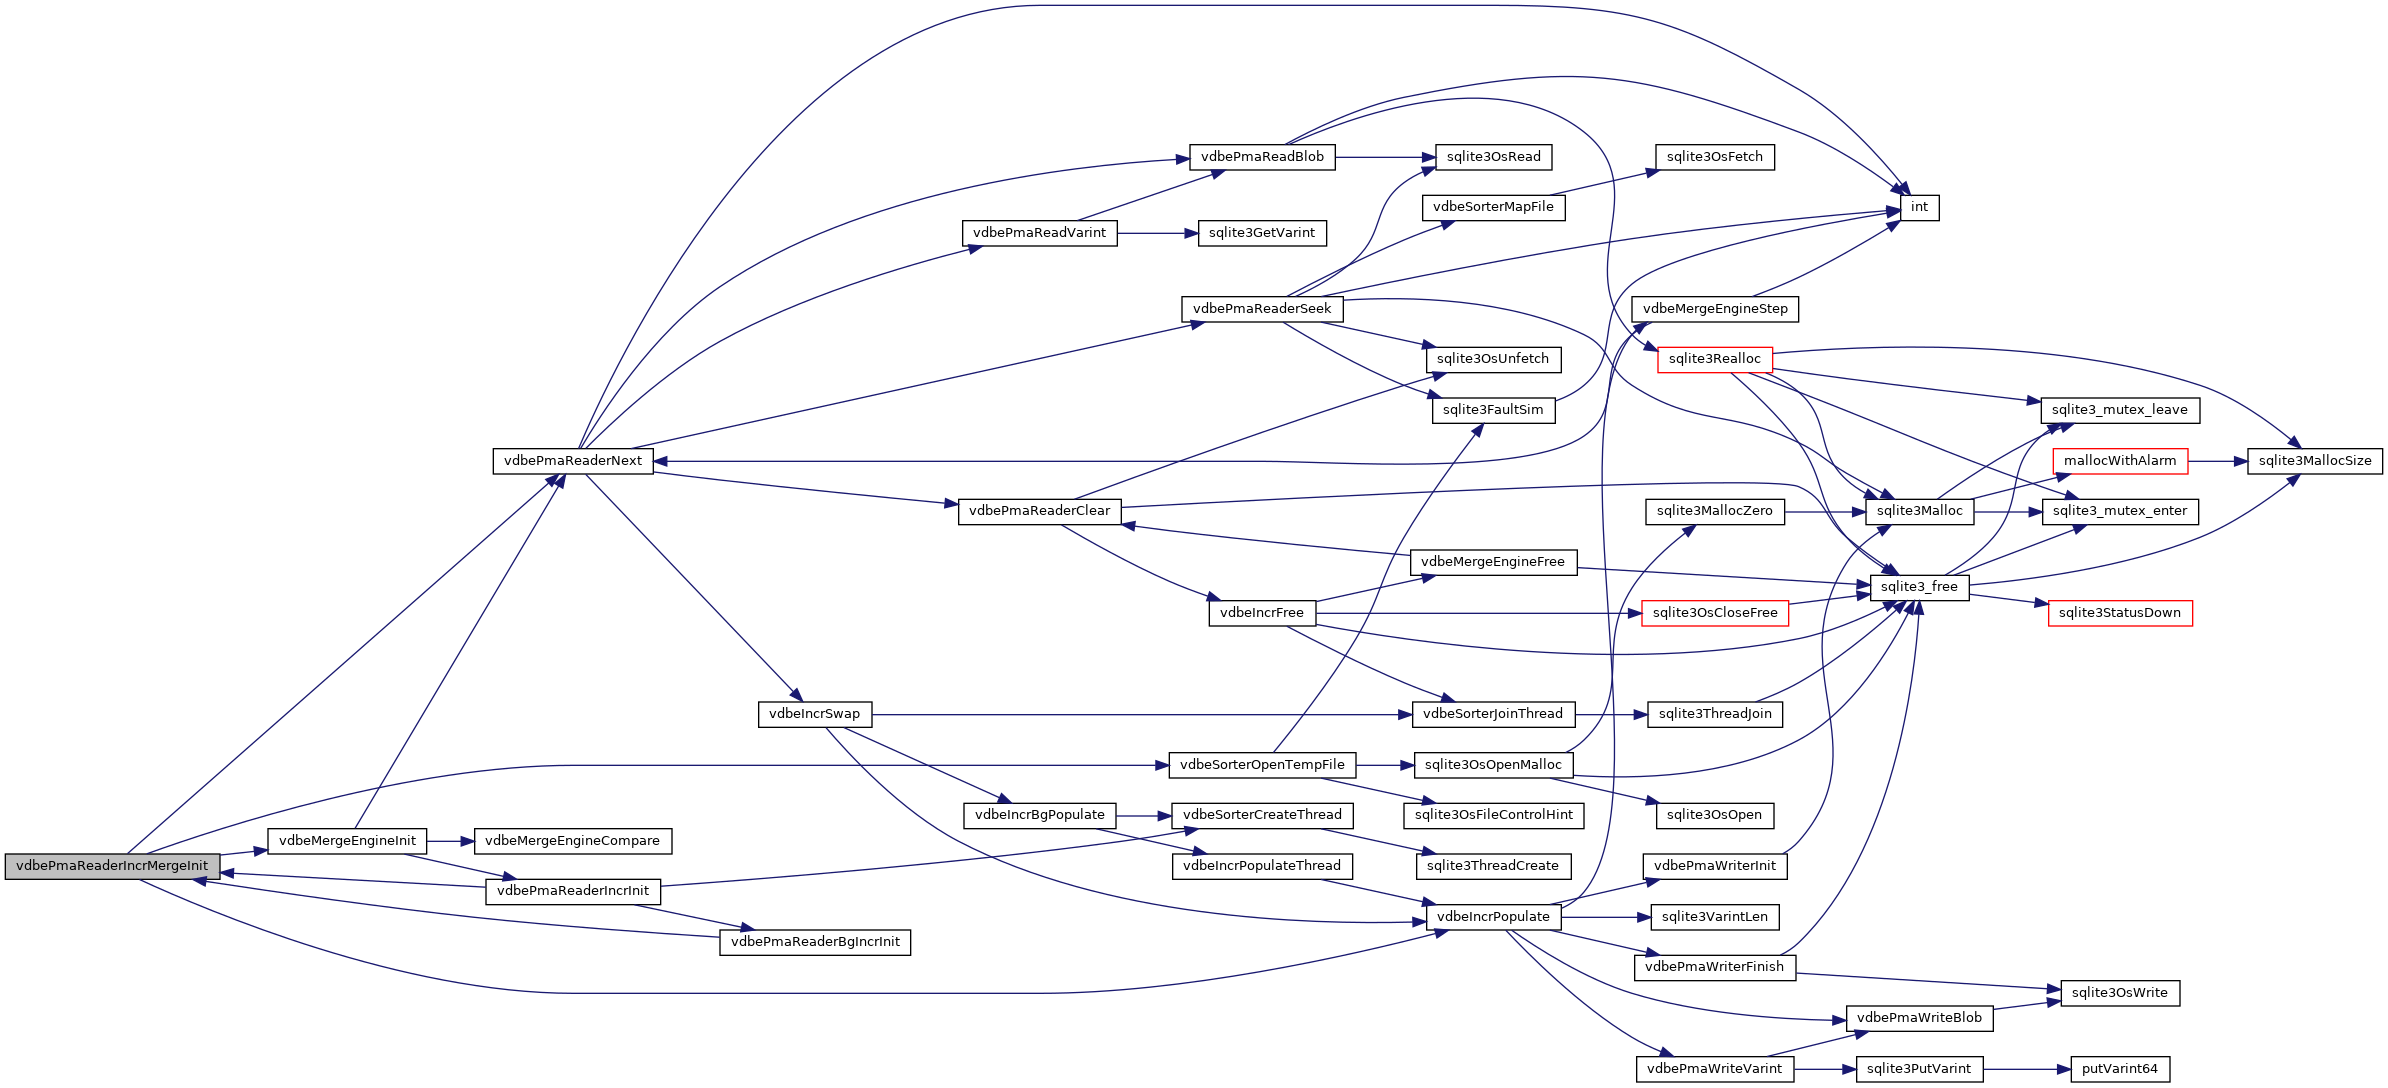 vdbePmaReadBlob
sqlite3OsRead
sqlite3OsFetch
vdbeSorterMapFile
int
vdbePmaReadVarint
sqlite3GetVarint
vdbePmaReaderSeek
vdbeMergeEngineStep
sqlite3OsUnfetch
sqlite3Realloc
sqlite3FaultSim
sqlite3_mutex_leave
vdbePmaReaderNext
mallocWithAlarm
sqlite3MallocSize
vdbePmaReaderClear
sqlite3MallocZero
sqlite3Malloc
sqlite3_mutex_enter
vdbeMergeEngineFree
sqlite3_free
vdbeIncrFree
sqlite3OsCloseFree
sqlite3StatusDown
vdbeIncrSwap
vdbeSorterJoinThread
sqlite3ThreadJoin
vdbeSorterOpenTempFile
sqlite3OsOpenMalloc
vdbeIncrBgPopulate
vdbeSorterCreateThread
sqlite3OsFileControlHint
sqlite3OsOpen
vdbeMergeEngineInit
vdbeMergeEngineCompare
vdbePmaReaderIncrMergeInit
vdbeIncrPopulateThread
sqlite3ThreadCreate
vdbePmaWriterInit
vdbePmaReaderIncrInit
vdbeIncrPopulate
sqlite3VarintLen
vdbePmaReaderBgIncrInit
vdbePmaWriterFinish
sqlite3OsWrite
vdbePmaWriteBlob
vdbePmaWriteVarint
sqlite3PutVarint
putVarint64